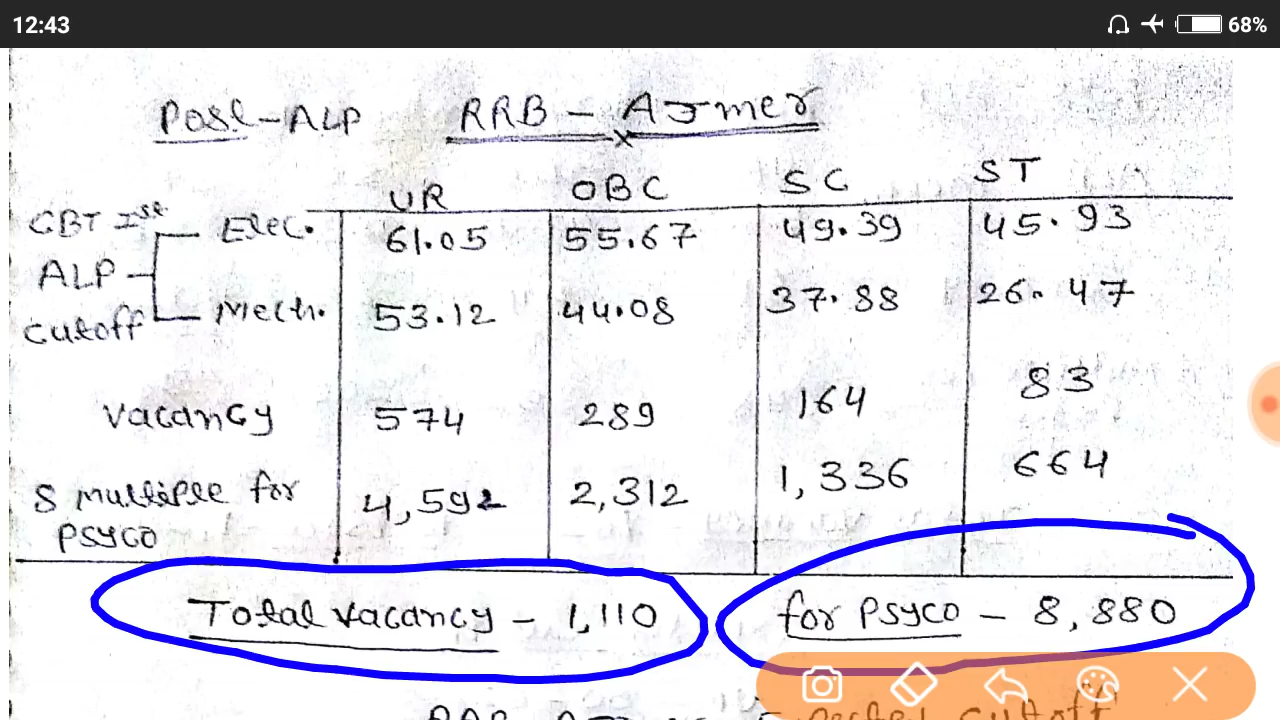 12:43 68%
Post-ALP RRB - AJmer
UR OBC SC ST
CBT Ist Elec. 61.05 55.67 49.39 45.93
ALP
Cutoff Mech. 53.12 44.08 37.88 26.47
Vacancy 574 289 164 83
8 multiple for 4,592 2,312 1,336 664
PSYCO
Total Vacancy - 1,110 for PSYCO - 8,880
cutoff